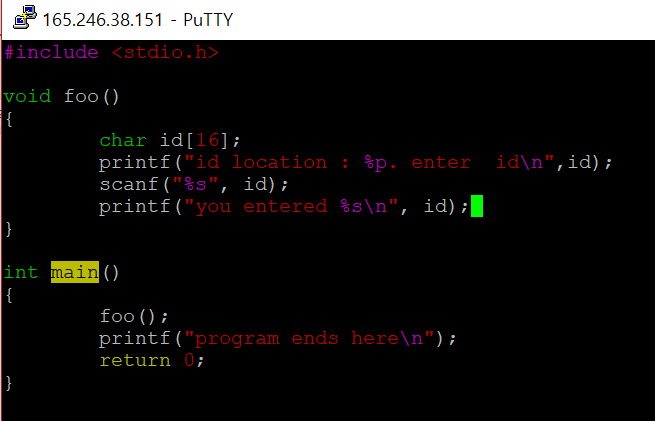 165.246.38.151 - PuTTY
#include <stdio.h>
void foo()
{
char id[16];
printf("id location : %p. enter  id\n",id);
scanf("%s", id);
printf("you entered %s\n", id);
}
int main()
{
foo();
printf("program ends here\n");
return 0;
}